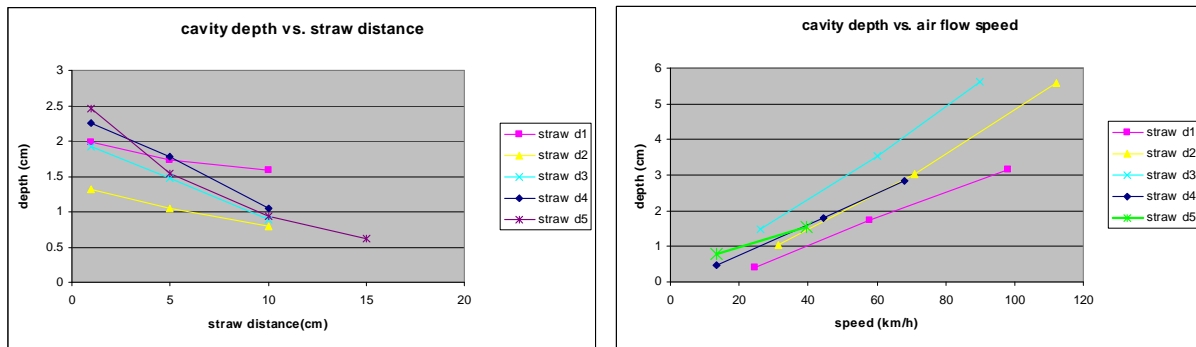 cavity depth vs. straw distance
3
2.5
2
1.5
1
0.5
0
depth (cm)
0 5 10 15 20
straw distance(cm)
straw d1
straw d2
straw d3
straw d4
straw d5
cavity depth vs. air flow speed
6
5
4
3
2
1
0
depth (cm)
0 20 40 60 80 100 120
speed (km/h)
straw d1
straw d2
straw d3
straw d4
straw d5